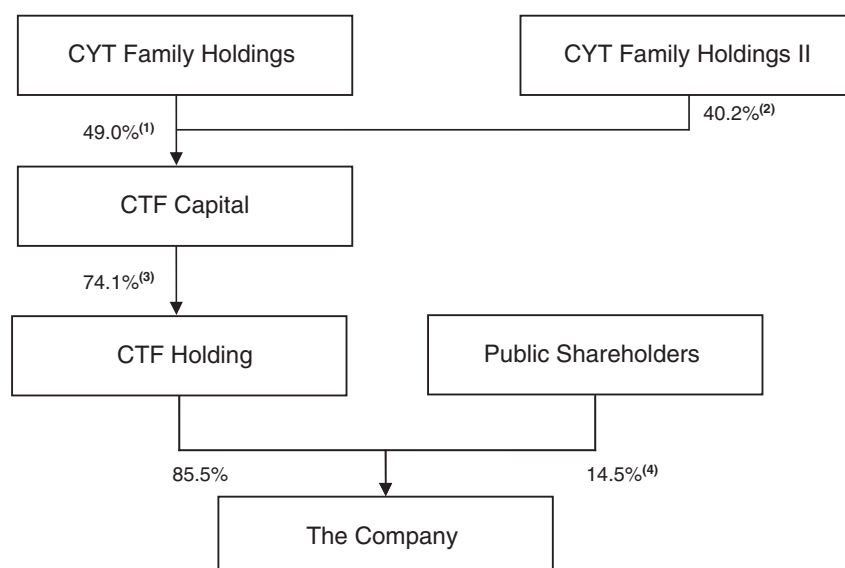 CYT Family Holdings
CYT Family Holdings II
49.0%(1)
40.2%(2)
CTF Capital
74.1%(3)
CTF Holding
Public Shareholders
85.5%
14.5%(4)
The Company